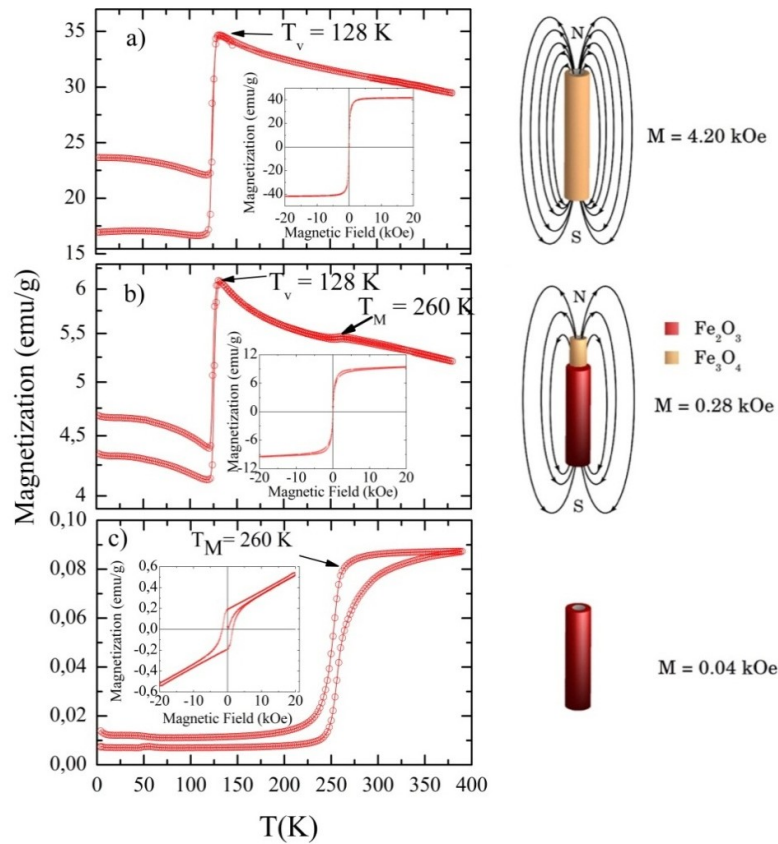 a)
T_v = 128 K
35
30
25
20
17
15
40
20
0
-20
-40
-20 -10 0 10 20
Magnetic Field (kOe)
Magnetization (emu/g)
N
S
M = 4.20 kOe
b)
T_v = 128 K
T_M = 260 K
6
5,5
5
4,5
4
12
6
0
-6
-12
-20 -10 0 10 20
Magnetic Field (kOe)
Magnetization (emu/g)
N
S
Fe2O3
Fe3O4
M = 0.28 kOe
c)
T_M = 260 K
0,10
0,08
0,06
0,04
0,02
0,01
0,00
0,6
0,4
0,2
0,0
-0,2
-0,4
-0,6
-20 -10 0 10 20
Magnetic Field (kOe)
Magnetization (emu/g)
M = 0.04 kOe
Magnetization (emu/g)
0 50 100 150 200 250 300 350 400
T(K)